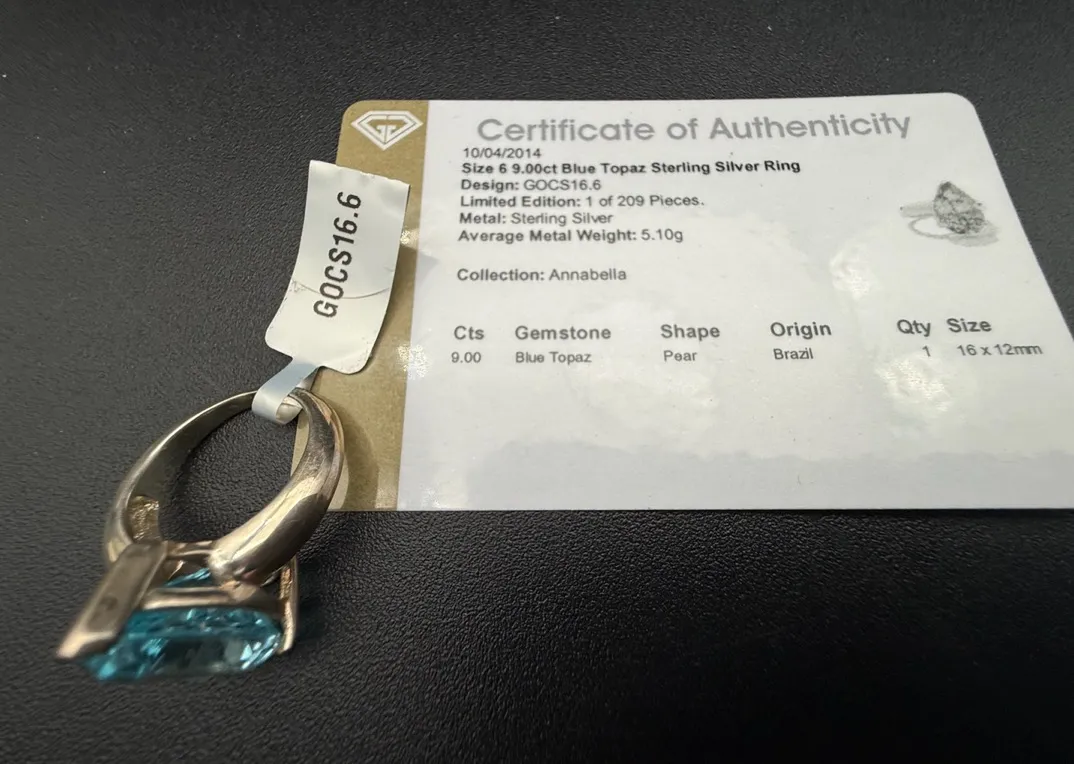 Certificate of Authenticity
10/04/2014
Size 6 9.00ct Blue Topaz Sterling Silver Ring
Design: GOCS16.6
Limited Edition: 1 of 209 Pieces.
Metal: Sterling Silver
Average Metal Weight: 5.10g
Collection: Annabella
Cts Gemstone Shape Origin Qty Size
9.00 Blue Topaz Pear Brazil 1 16 x 12mm
GOCS16.6